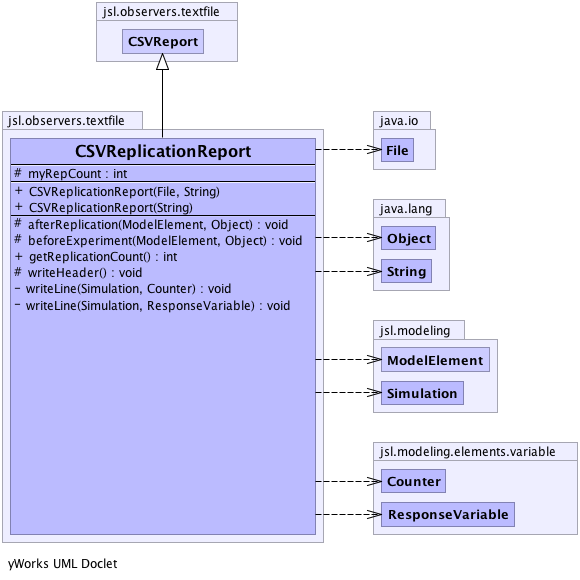 jsl.observers.textfile
CSVReport
jsl.observers.textfile
CSVReplicationReport
# myRepCount : int
+ CSVReplicationReport(File, String)
+ CSVReplicationReport(String)
# afterReplication(ModelElement, Object) : void
# beforeExperiment(ModelElement, Object) : void
+ getReplicationCount() : int
# writeHeader() : void
- writeLine(Simulation, Counter) : void
- writeLine(Simulation, ResponseVariable) : void
java.io
File
java.lang
Object
String
jsl.modeling
ModelElement
Simulation
jsl.modeling.elements.variable
Counter
ResponseVariable
yWorks UML Doclet